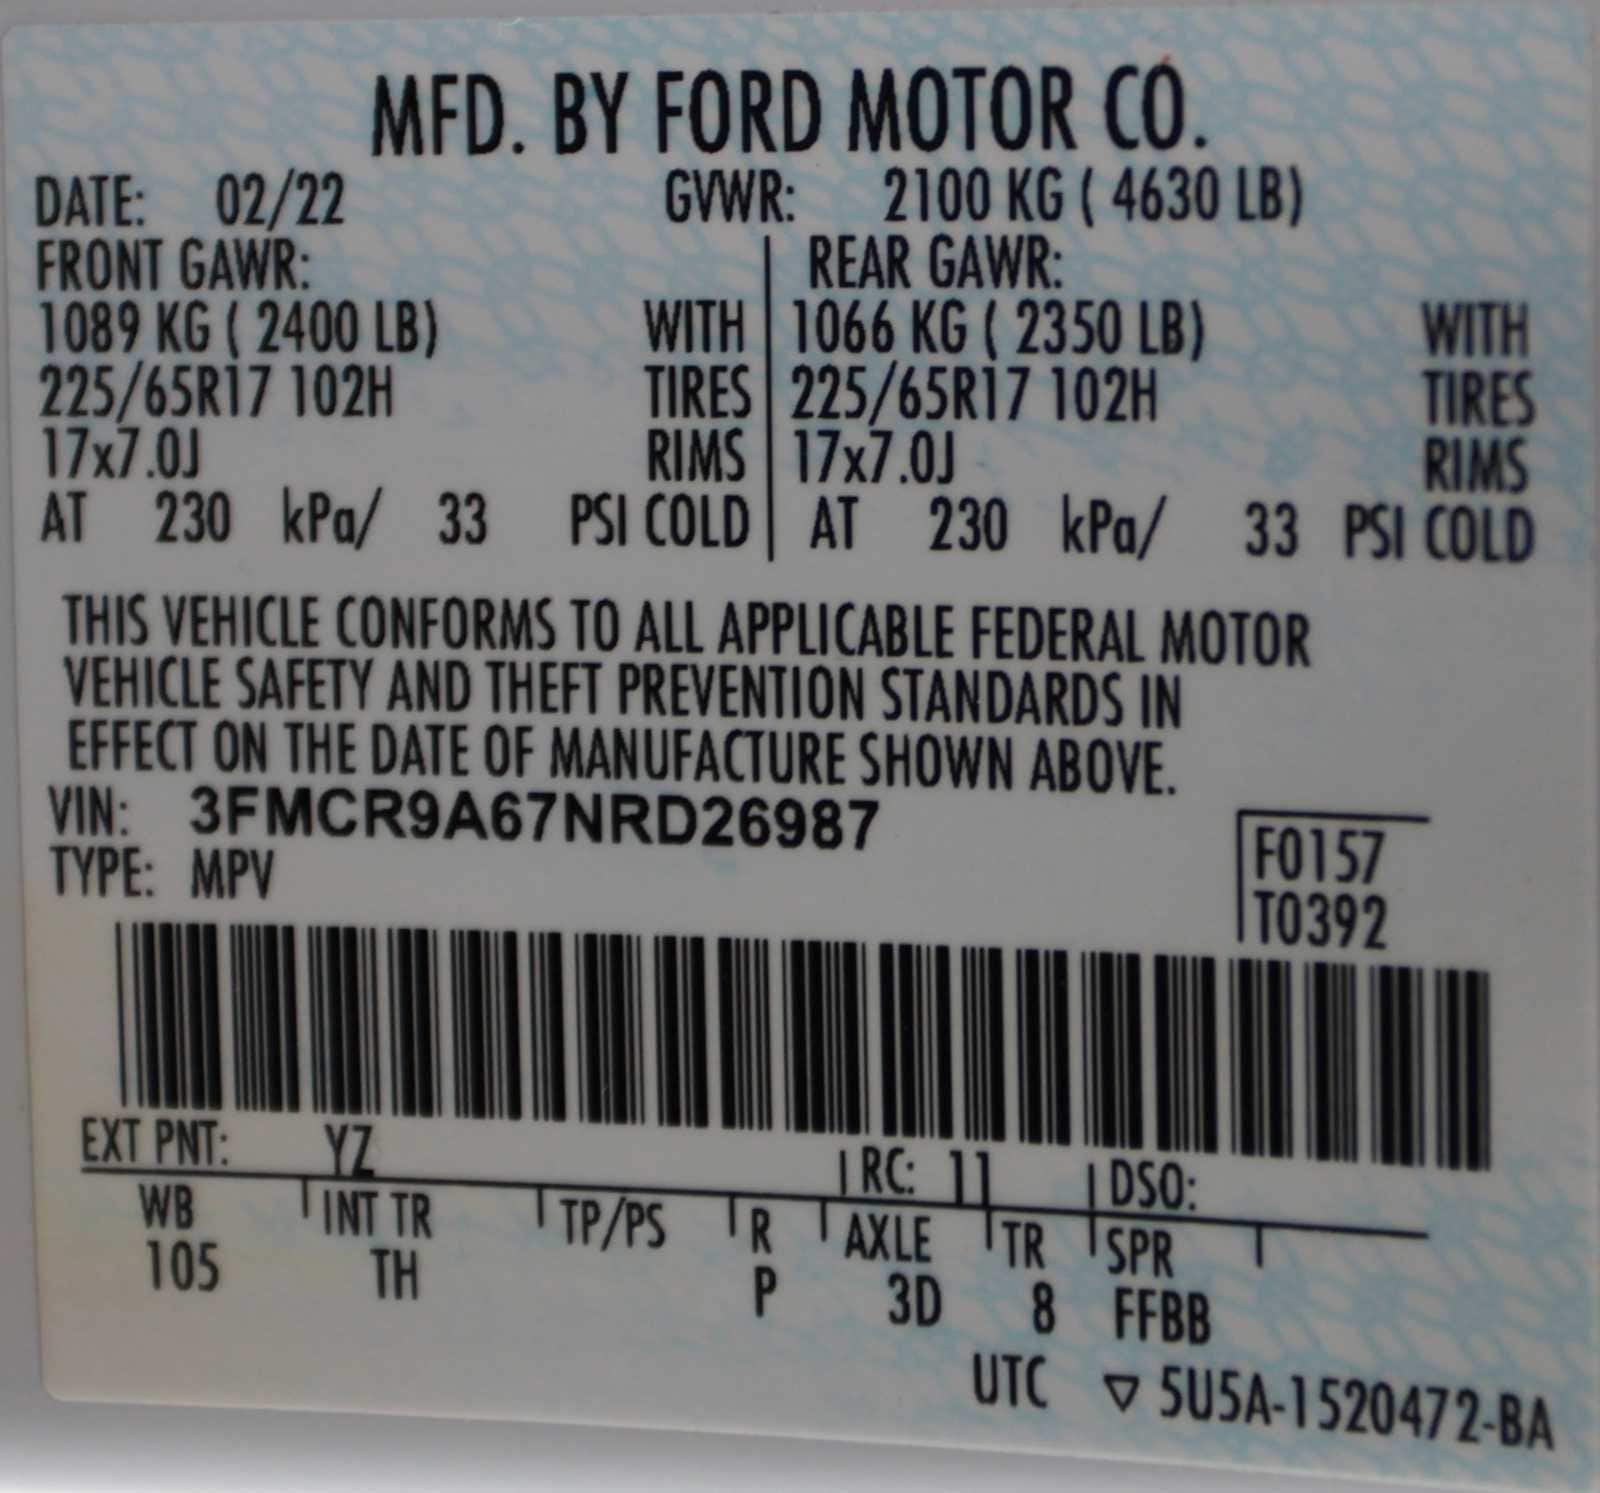 MFD. BY FORD MOTOR CO.
DATE: 02/22 GVWR: 2100 KG ( 4630 LB)
FRONT GAWR: REAR GAWR:
1089 KG ( 2400 LB) WITH 1066 KG ( 2350 LB) WITH
225/65R17 102H TIRES 225/65R17 102H TIRES
17x7.0J RIMS 17x7.0J RIMS
AT 230 kPa/ 33 PSI COLD AT 230 kPa/ 33 PSI COLD
THIS VEHICLE CONFORMS TO ALL APPLICABLE FEDERAL MOTOR
VEHICLE SAFETY AND THEFT PREVENTION STANDARDS IN
EFFECT ON THE DATE OF MANUFACTURE SHOWN ABOVE.
VIN: 3FMCR9A67NRD26987
TYPE: MPV
F0157
T0392
EXT PNT: YZ RC: 11 DSO:
WB INT TR TP/PS R AXLE TR SPR
105 TH P 3D 8 FFBB
UTC ▽ 5U5A-1520472-BA